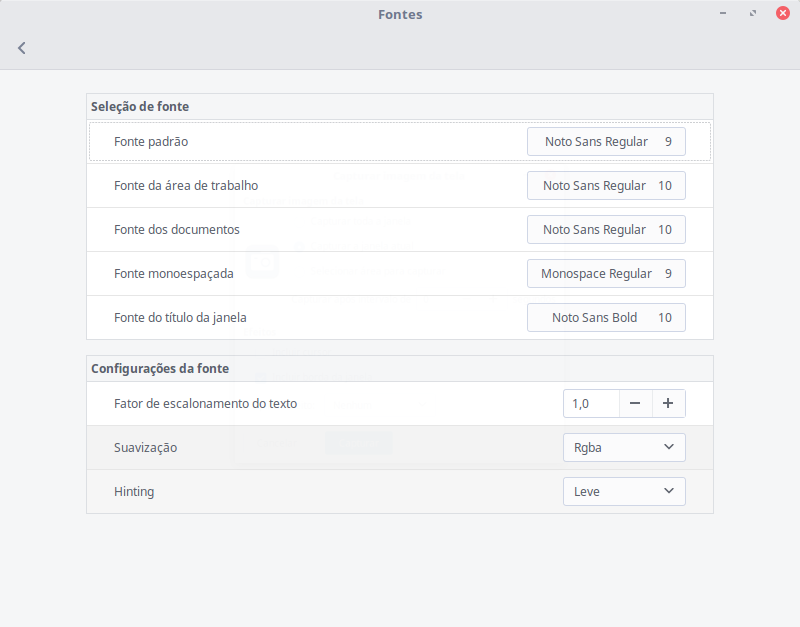 Fontes
Seleção de fonte
Fonte padrão Noto Sans Regular 9
Fonte da área de trabalho Noto Sans Regular 10
Fonte dos documentos Noto Sans Regular 10
Fonte monoespaçada Monospace Regular 9
Fonte do título da janela Noto Sans Bold 10
Configurações da fonte
Fator de escalonamento do texto 1,0
Suavização Rgba
Hinting Leve